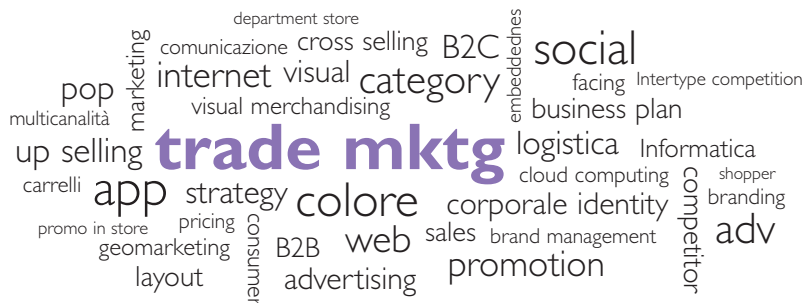 department store
comunicazione
cross selling
B2C
social
embeddednes
marketing
internet
visual
category
facing
Intertype competition
pop
visual merchandising
business plan
multicanalità
up selling
trade mktg
logistica
Informatica
cloud computing
shopper
carrelli
app
strategy
colore
corporale identity
competitor
branding
promo in store
pricing
consumer
geomarketing
B2B
web
sales
brand management
adv
layout
advertising
promotion